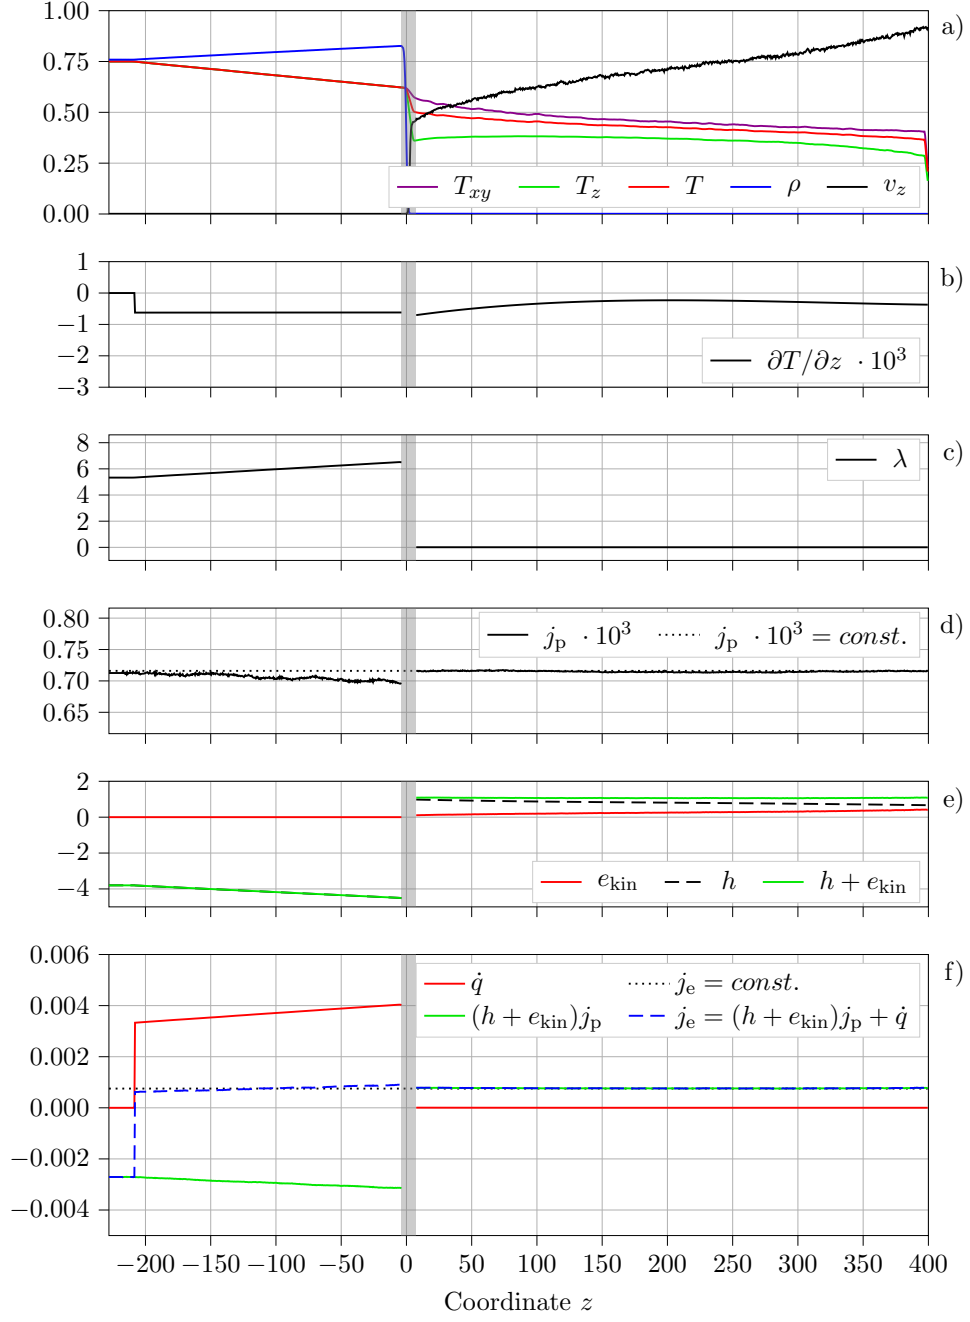 1.00
0.75
0.50
0.25
0.00
a)
T_xy T_z T ρ v_z
1
0
−1
−2
−3
b)
∂T/∂z · 10³
8
6
4
2
0
c)
λ
0.80
0.75
0.70
0.65
d)
j_p · 10³ j_p · 10³ = const.
2
0
−2
−4
e)
e_kin h h + e_kin
0.006
0.004
0.002
0.000
−0.002
−0.004
f)
q̇ j_e = const.
(h + e_kin)j_p j_e = (h + e_kin)j_p + q̇
−200 −150 −100 −50 0 50 100 150 200 250 300 350 400
Coordinate z